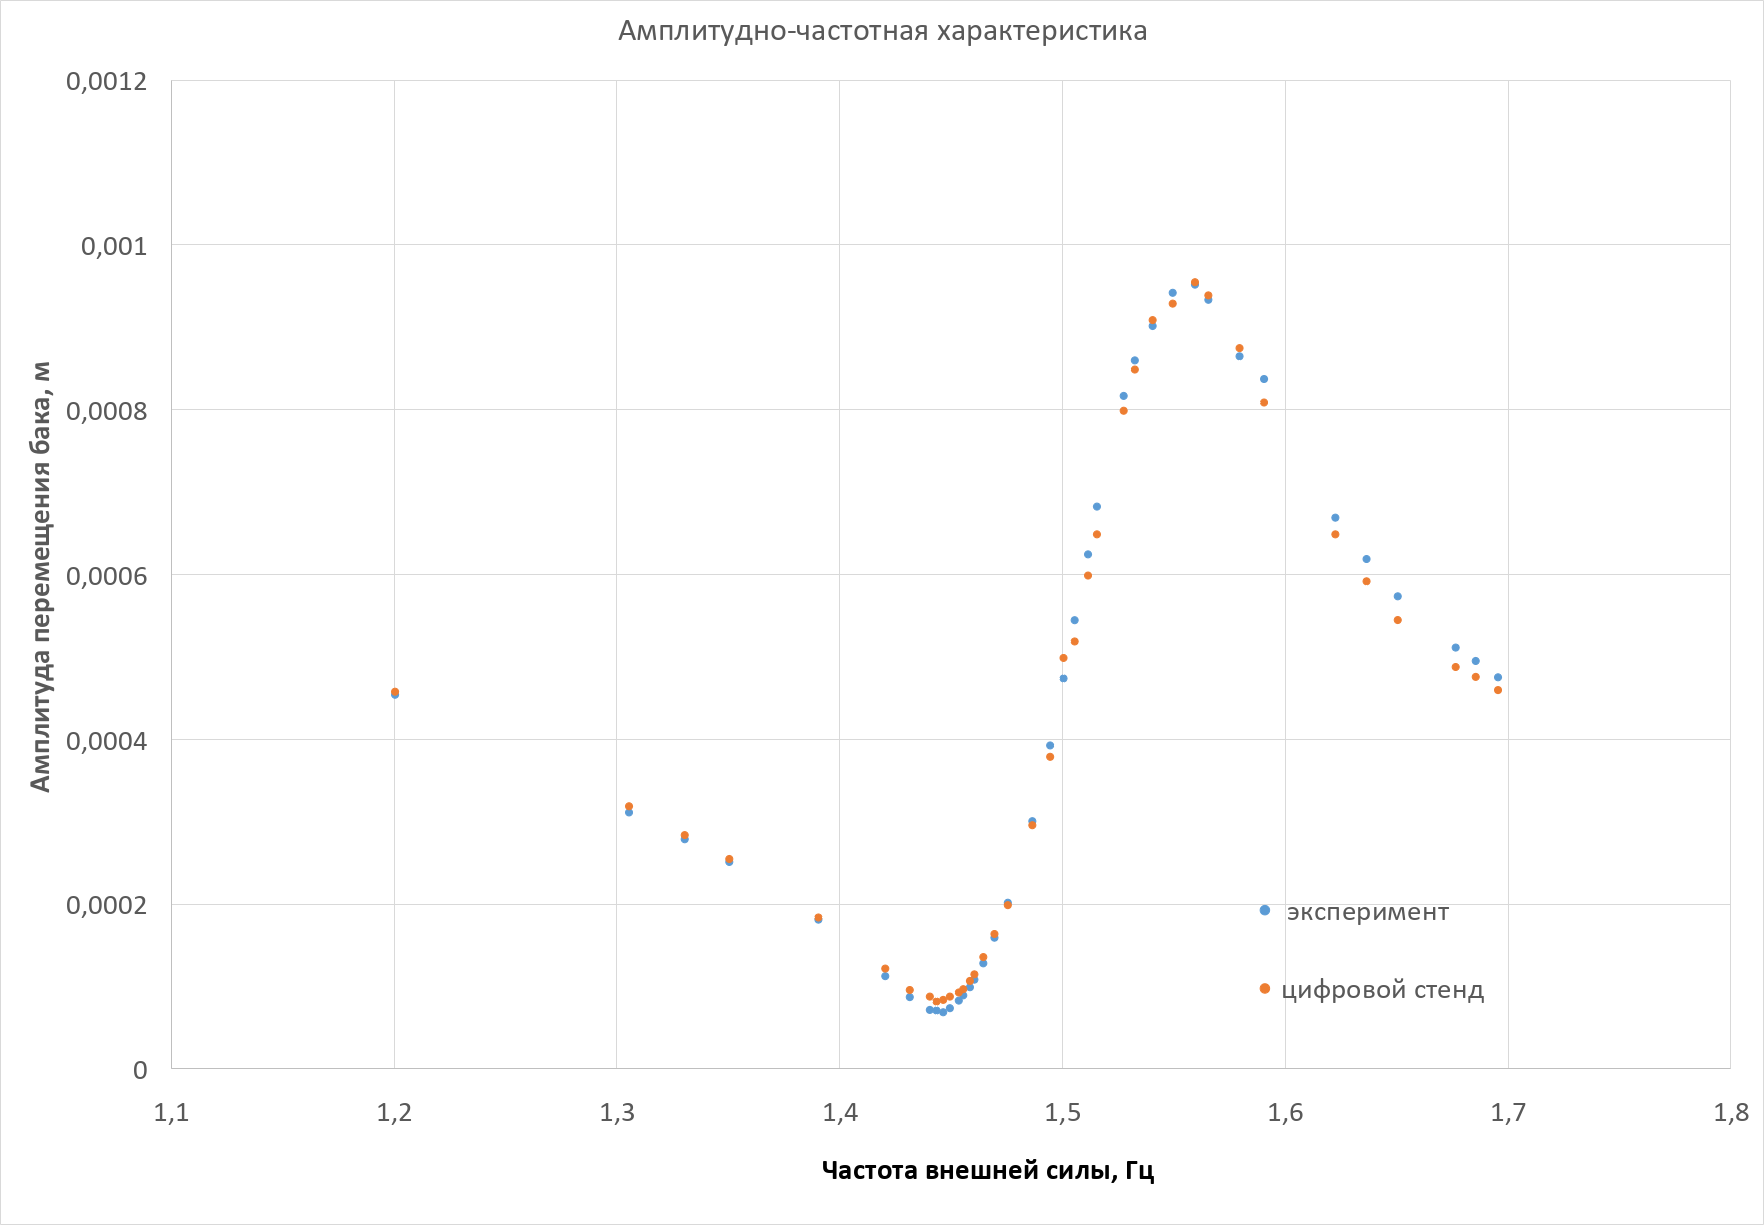 Амплитудно-частотная характеристика
0,0012
0,001
0,0008
0,0006
0,0004
0,0002
0
Амплитуда перемещения бака, м
эксперимент
цифровой стенд
1,1 1,2 1,3 1,4 1,5 1,6 1,7 1,8
Частота внешней силы, Гц